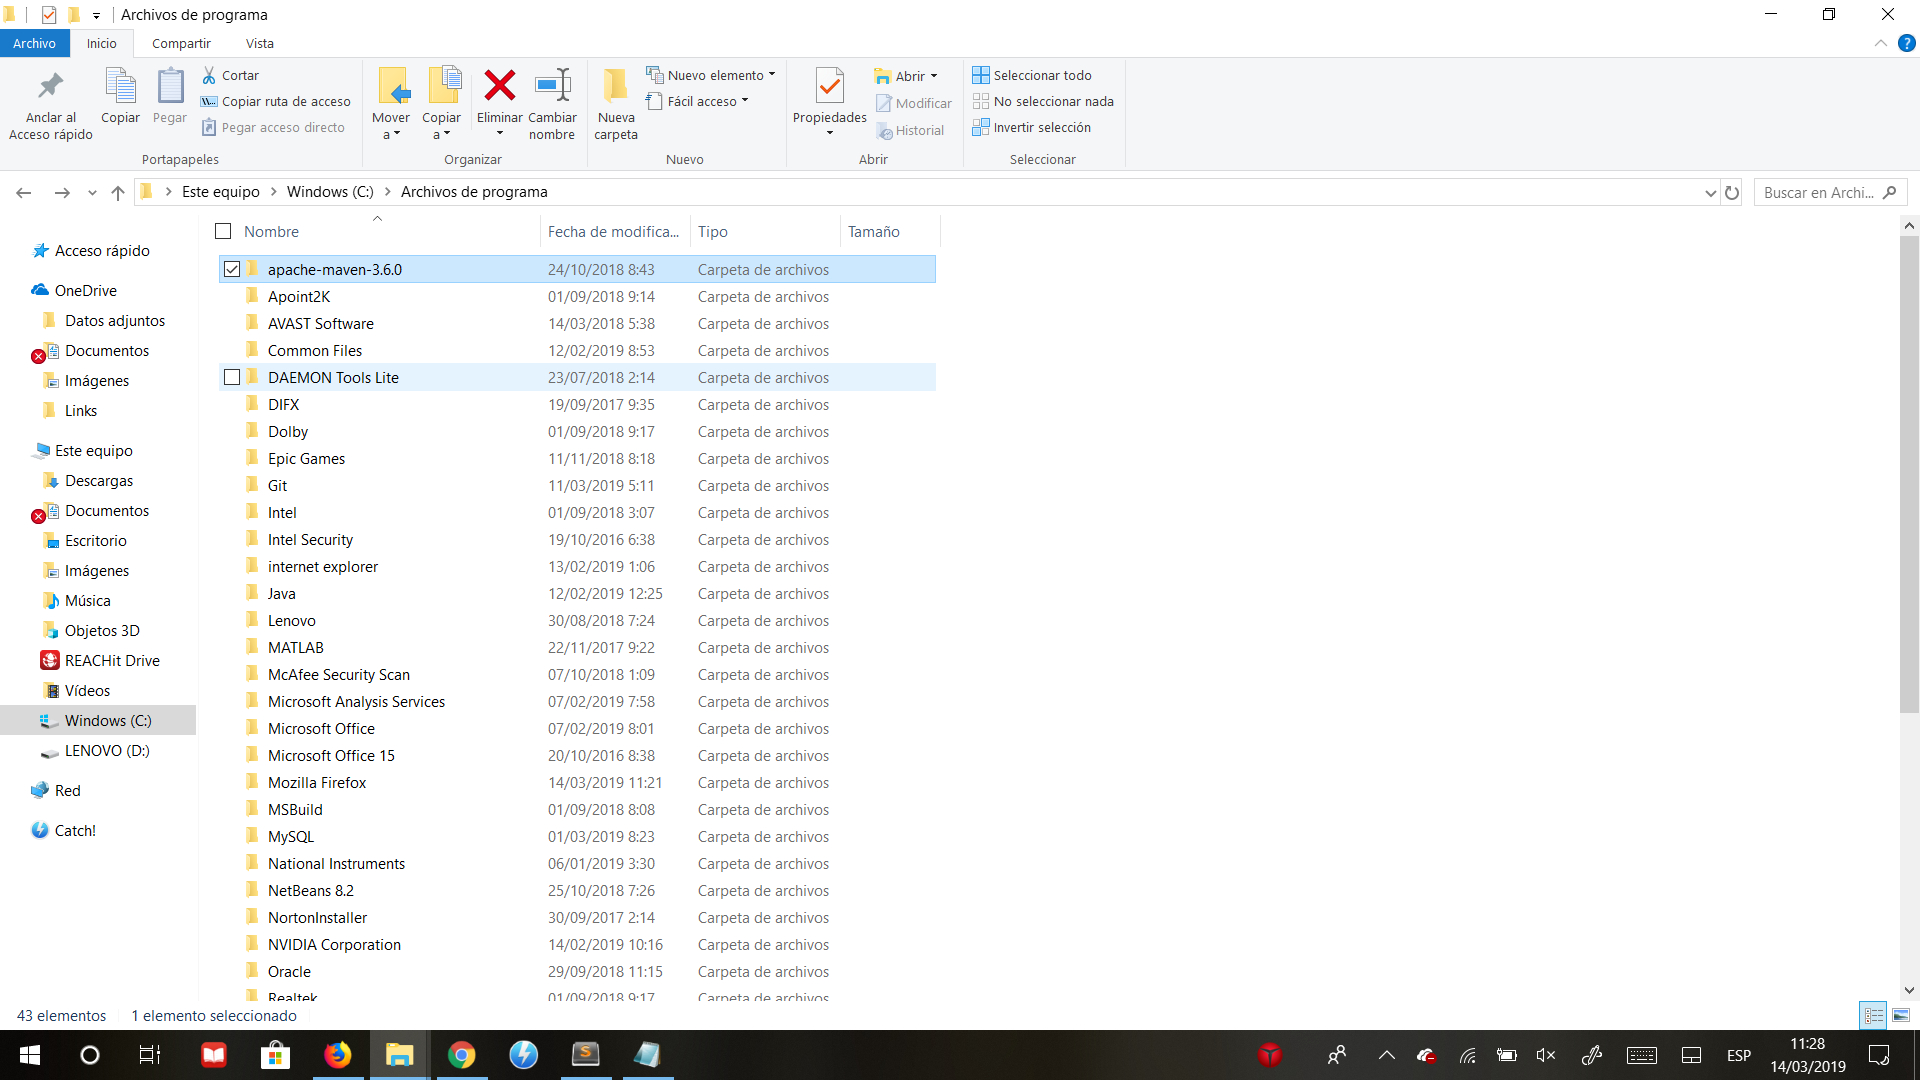 Archivos de programa
Archivo
Inicio
Compartir
Vista
Anclar al
Acceso rápido
Copiar
Pegar
Cortar
Copiar ruta de acceso
Pegar acceso directo
Portapapeles
Mover
a
Copiar
a
Eliminar
Cambiar
nombre
Organizar
Nueva
carpeta
Nuevo elemento
Fácil acceso
Nuevo
Propiedades
Abrir
Modificar
Historial
Abrir
Seleccionar todo
No seleccionar nada
Invertir selección
Seleccionar
Este equipo > Windows (C:) > Archivos de programa
Buscar en Archi...
Acceso rápido
OneDrive
Datos adjuntos
Documentos
Imágenes
Links
Este equipo
Descargas
Documentos
Escritorio
Imágenes
Música
Objetos 3D
REACHit Drive
Vídeos
Windows (C:)
LENOVO (D:)
Red
Catch!
Nombre Fecha de modifica... Tipo Tamaño
apache-maven-3.6.0 24/10/2018 8:43 Carpeta de archivos
Apoint2K 01/09/2018 9:14 Carpeta de archivos
AVAST Software 14/03/2018 5:38 Carpeta de archivos
Common Files 12/02/2019 8:53 Carpeta de archivos
DAEMON Tools Lite 23/07/2018 2:14 Carpeta de archivos
DIFX 19/09/2017 9:35 Carpeta de archivos
Dolby 01/09/2018 9:17 Carpeta de archivos
Epic Games 11/11/2018 8:18 Carpeta de archivos
Git 11/03/2019 5:11 Carpeta de archivos
Intel 01/09/2018 3:07 Carpeta de archivos
Intel Security 19/10/2016 6:38 Carpeta de archivos
internet explorer 13/02/2019 1:06 Carpeta de archivos
Java 12/02/2019 12:25 Carpeta de archivos
Lenovo 30/08/2018 7:24 Carpeta de archivos
MATLAB 22/11/2017 9:22 Carpeta de archivos
McAfee Security Scan 07/10/2018 1:09 Carpeta de archivos
Microsoft Analysis Services 07/02/2019 7:58 Carpeta de archivos
Microsoft Office 07/02/2019 8:01 Carpeta de archivos
Microsoft Office 15 20/10/2016 8:38 Carpeta de archivos
Mozilla Firefox 14/03/2019 11:21 Carpeta de archivos
MSBuild 01/09/2018 8:08 Carpeta de archivos
MySQL 01/03/2019 8:23 Carpeta de archivos
National Instruments 06/01/2019 3:30 Carpeta de archivos
NetBeans 8.2 25/10/2018 7:26 Carpeta de archivos
NortonInstaller 30/09/2017 2:14 Carpeta de archivos
NVIDIA Corporation 14/02/2019 10:16 Carpeta de archivos
Oracle 29/09/2018 11:15 Carpeta de archivos
Realtek 01/09/2018 9:17 Carpeta de archivos
43 elementos 1 elemento seleccionado
ESP
11:28
14/03/2019